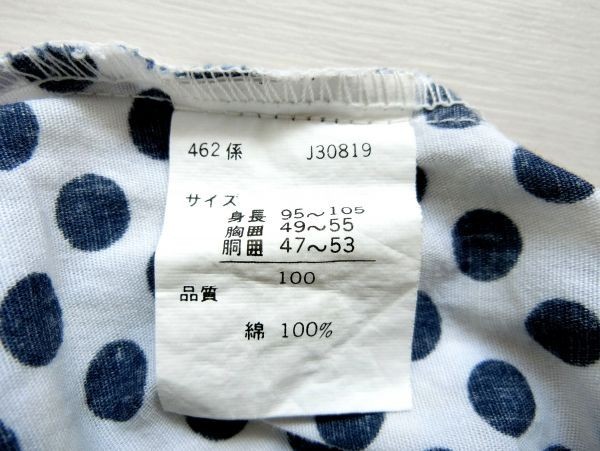 462係 J30819
サイズ
身長 95～105
胸囲 49～55
胴囲 47～53
100
品質
綿 100%